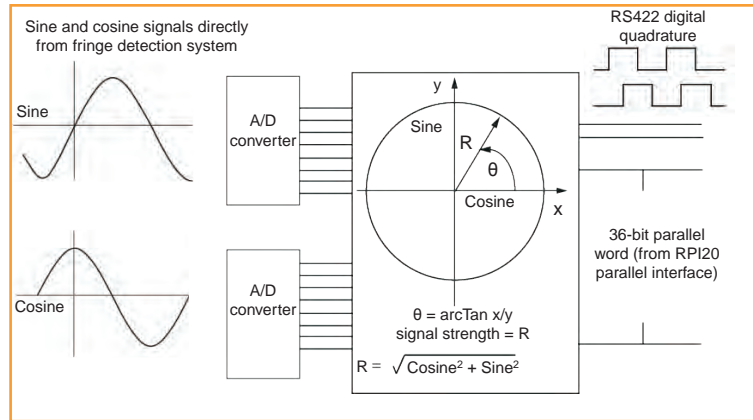 Sine and cosine signals directly
from fringe detection system
Sine
Cosine
A/D
converter
A/D
converter
y
Sine
R
θ
Cosine
x
θ = arcTan x/y
signal strength = R
R = √Cosine² + Sine²
RS422 digital
quadrature
36-bit parallel
word (from RPI20
parallel interface)